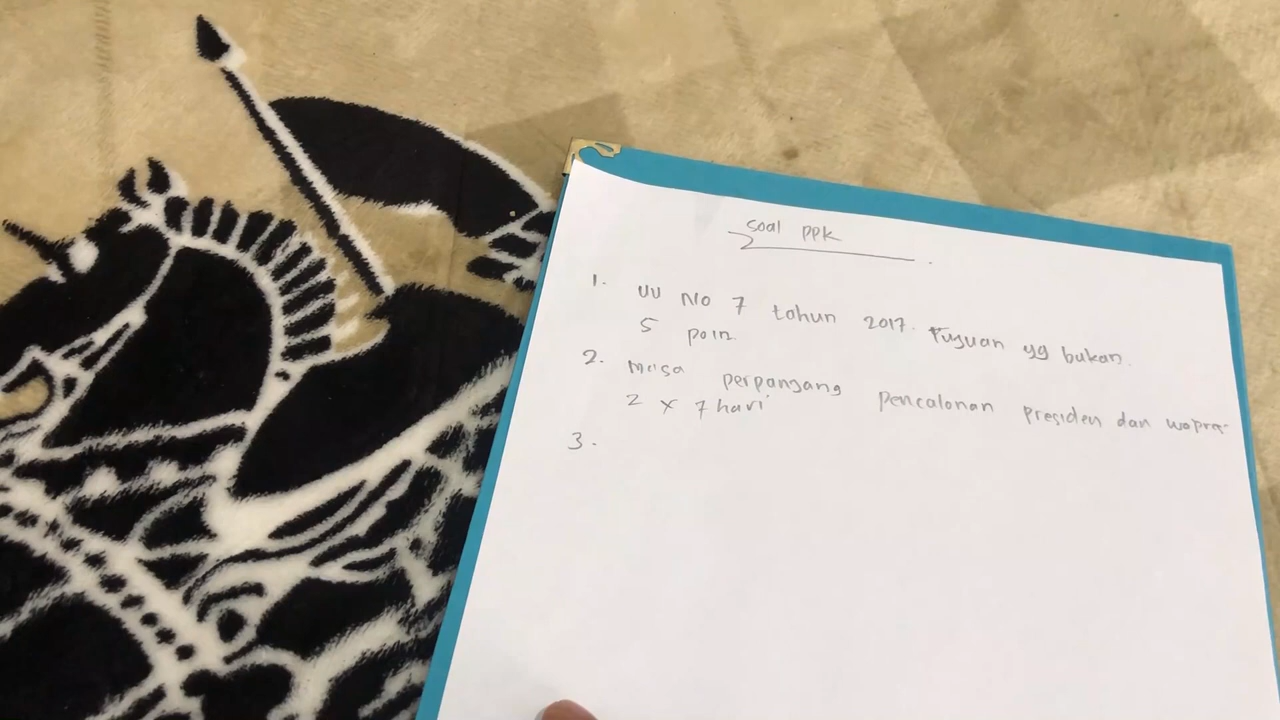 Soal PPK
1. UU No 7 tahun 2017. Tujuan yg bukan.
5 poin.
2. Masa perpanjang pencalonan presiden dan wapres
2 x 7 hari
3.